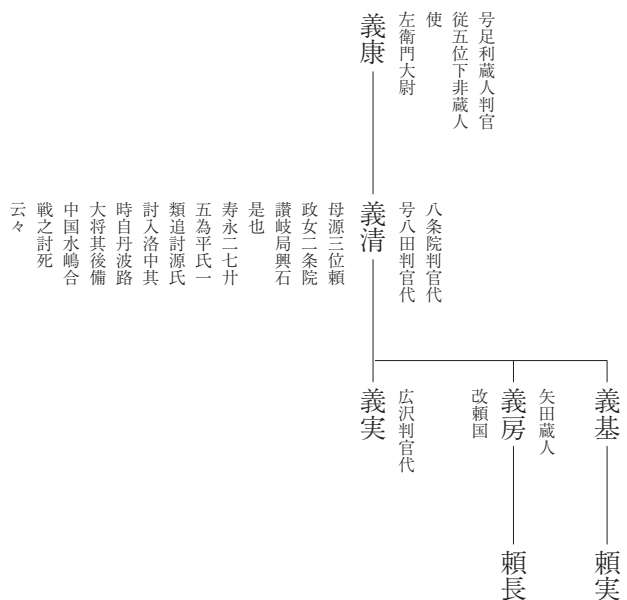 号足利蔵人判官
従五位下非蔵人
使
左衛門大尉
義康
八条院判官代
号八田判官代
義清
母源三位頼
政女二条院
讃岐局興石
是也
寿永二七廿
五為平氏一
類追討源氏
討入洛中其
時自丹波路
大将其後備
中国水嶋合
戦之討死
云々
義基
頼実
矢田蔵人
義房
改頼国
頼長
広沢判官代
義実